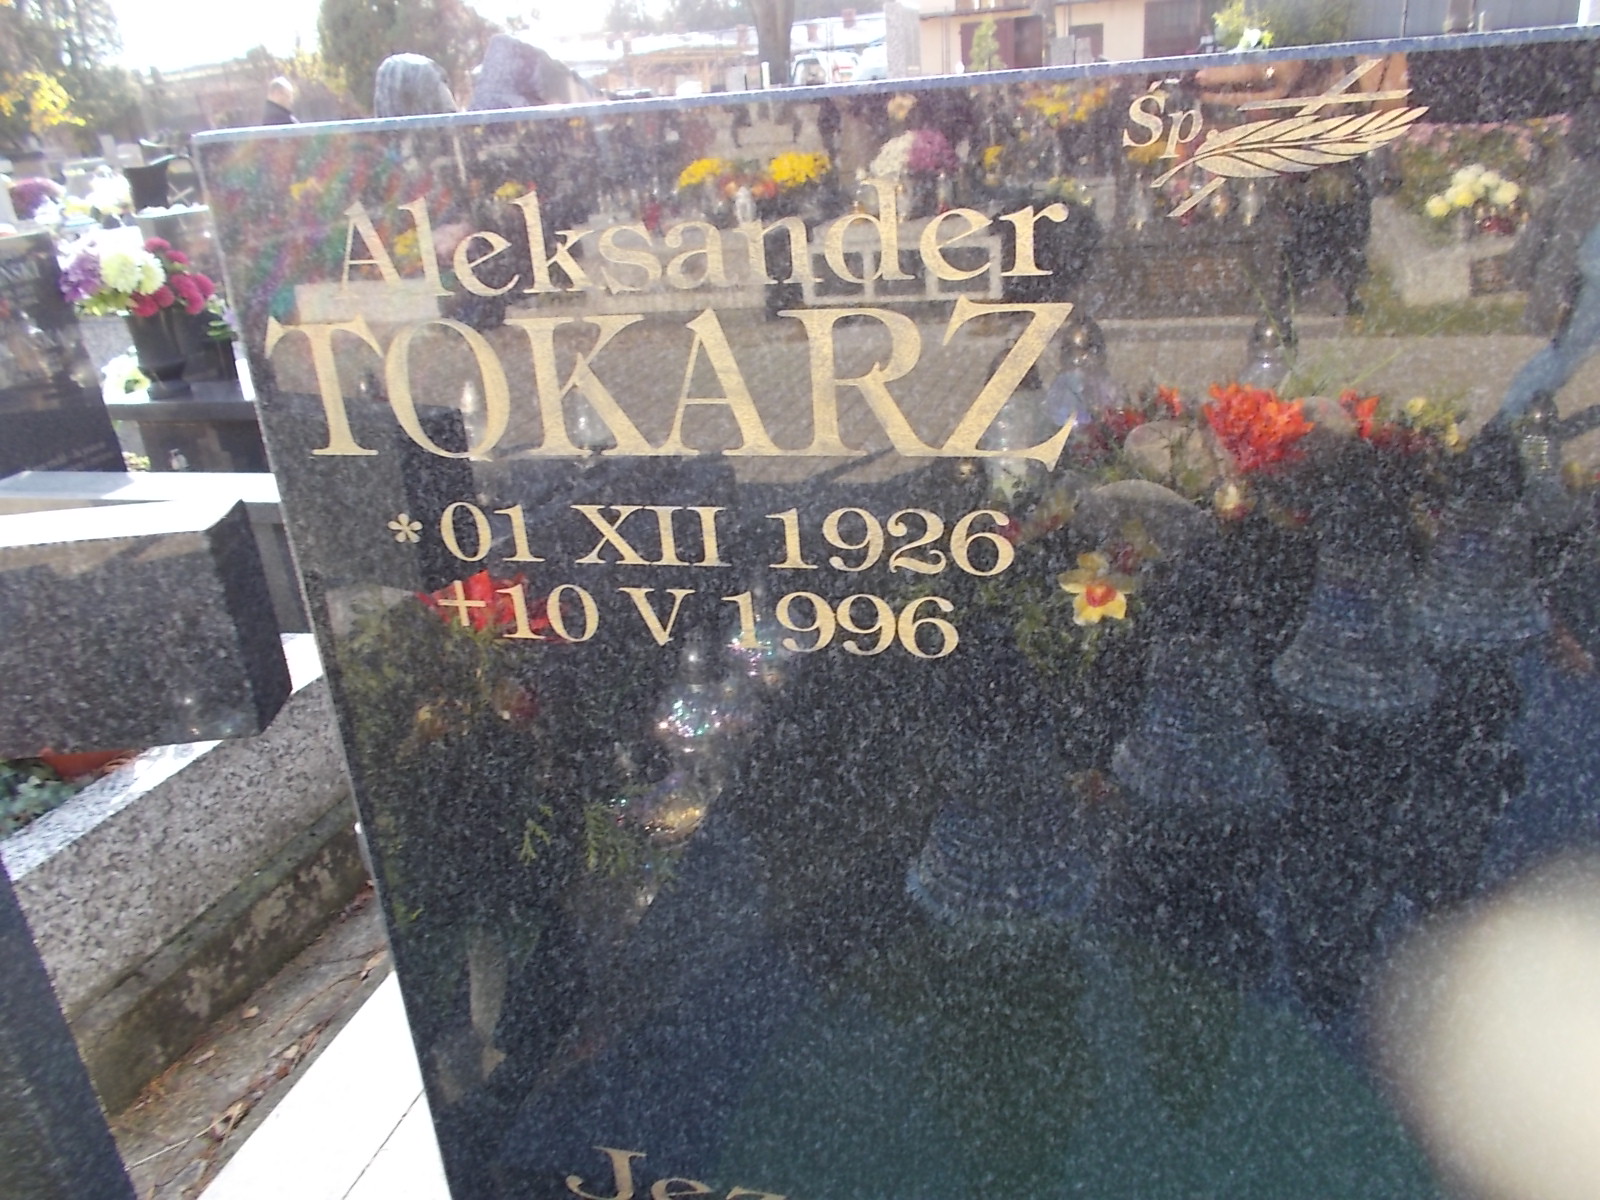 Śp.
Aleksander
TOKARZ
* 01 XII 1926
+ 10 V 1996